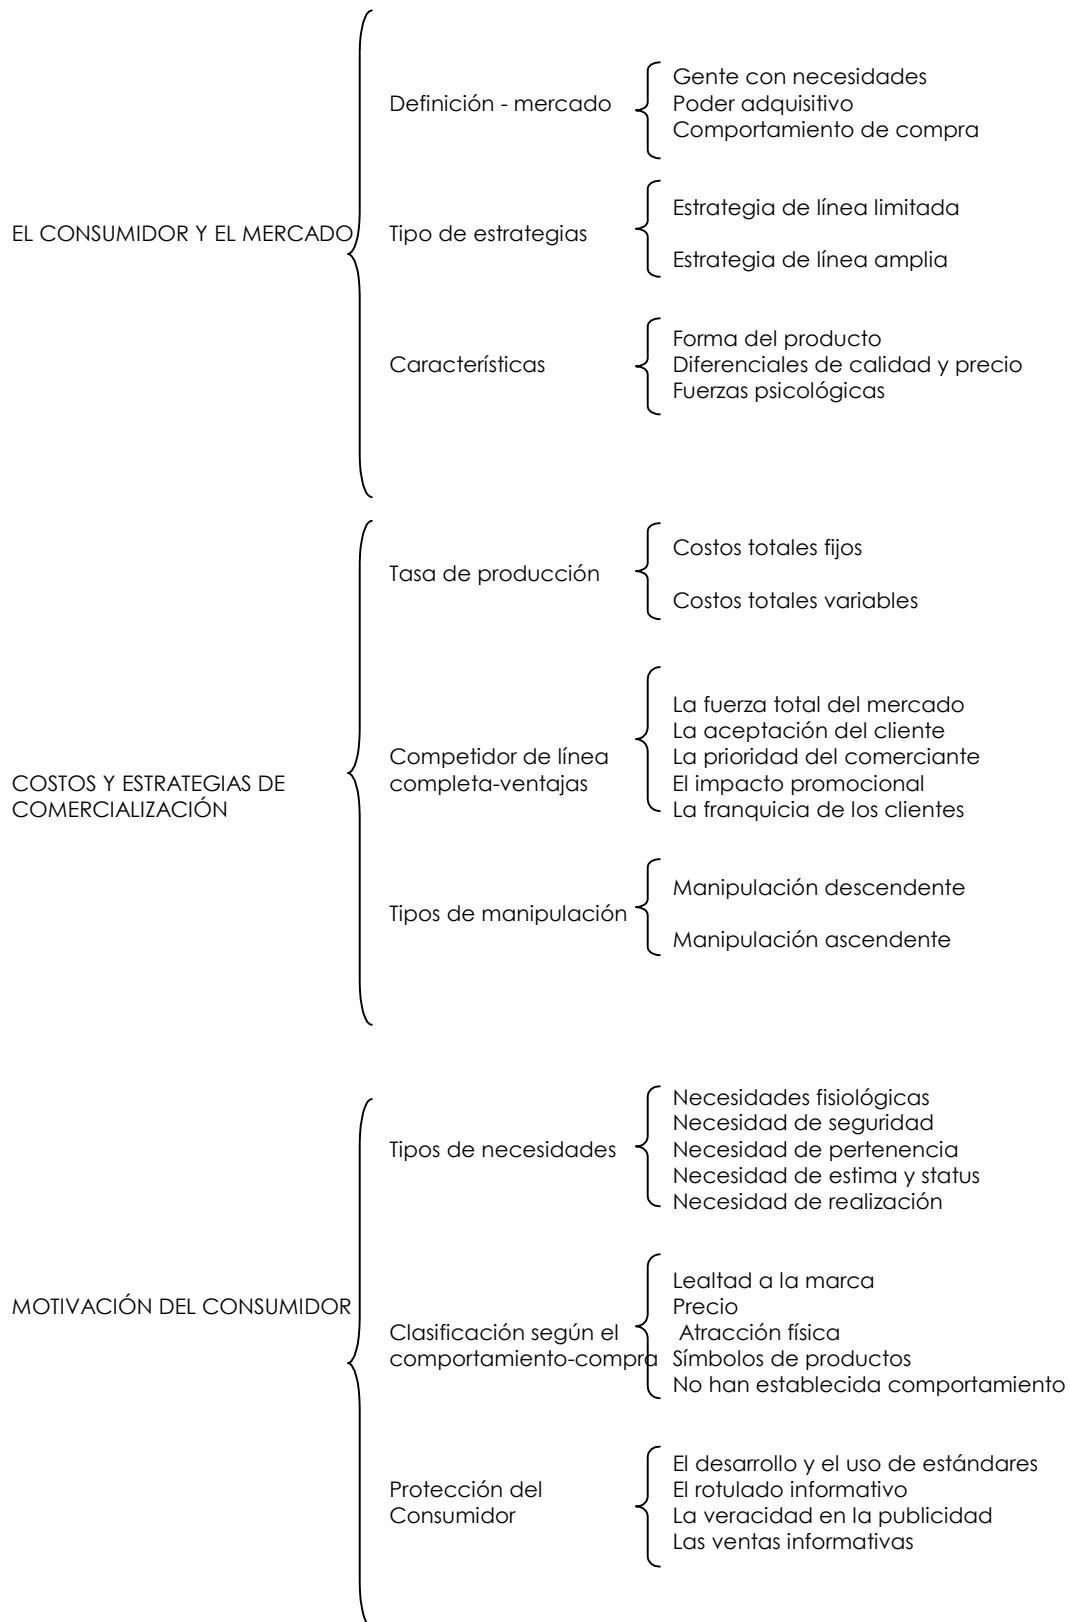 Definición - mercado
Gente con necesidades
Poder adquisitivo
Comportamiento de compra
EL CONSUMIDOR Y EL MERCADO
Tipo de estrategias
Estrategia de línea limitada
Estrategia de línea amplia
Características
Forma del producto
Diferenciales de calidad y precio
Fuerzas psicológicas
COSTOS Y ESTRATEGIAS DE
COMERCIALIZACIÓN
Tasa de producción
Costos totales fijos
Costos totales variables
Competidor de línea
completa-ventajas
La fuerza total del mercado
La aceptación del cliente
La prioridad del comerciante
El impacto promocional
La franquicia de los clientes
Tipos de manipulación
Manipulación descendente
Manipulación ascendente
MOTIVACIÓN DEL CONSUMIDOR
Tipos de necesidades
Necesidades fisiológicas
Necesidad de seguridad
Necesidad de pertenencia
Necesidad de estima y status
Necesidad de realización
Clasificación según el
comportamiento-compra
Lealtad a la marca
Precio
Atracción física
Símbolos de productos
No han establecida comportamiento
Protección del
Consumidor
El desarrollo y el uso de estándares
El rotulado informativo
La veracidad en la publicidad
Las ventas informativas